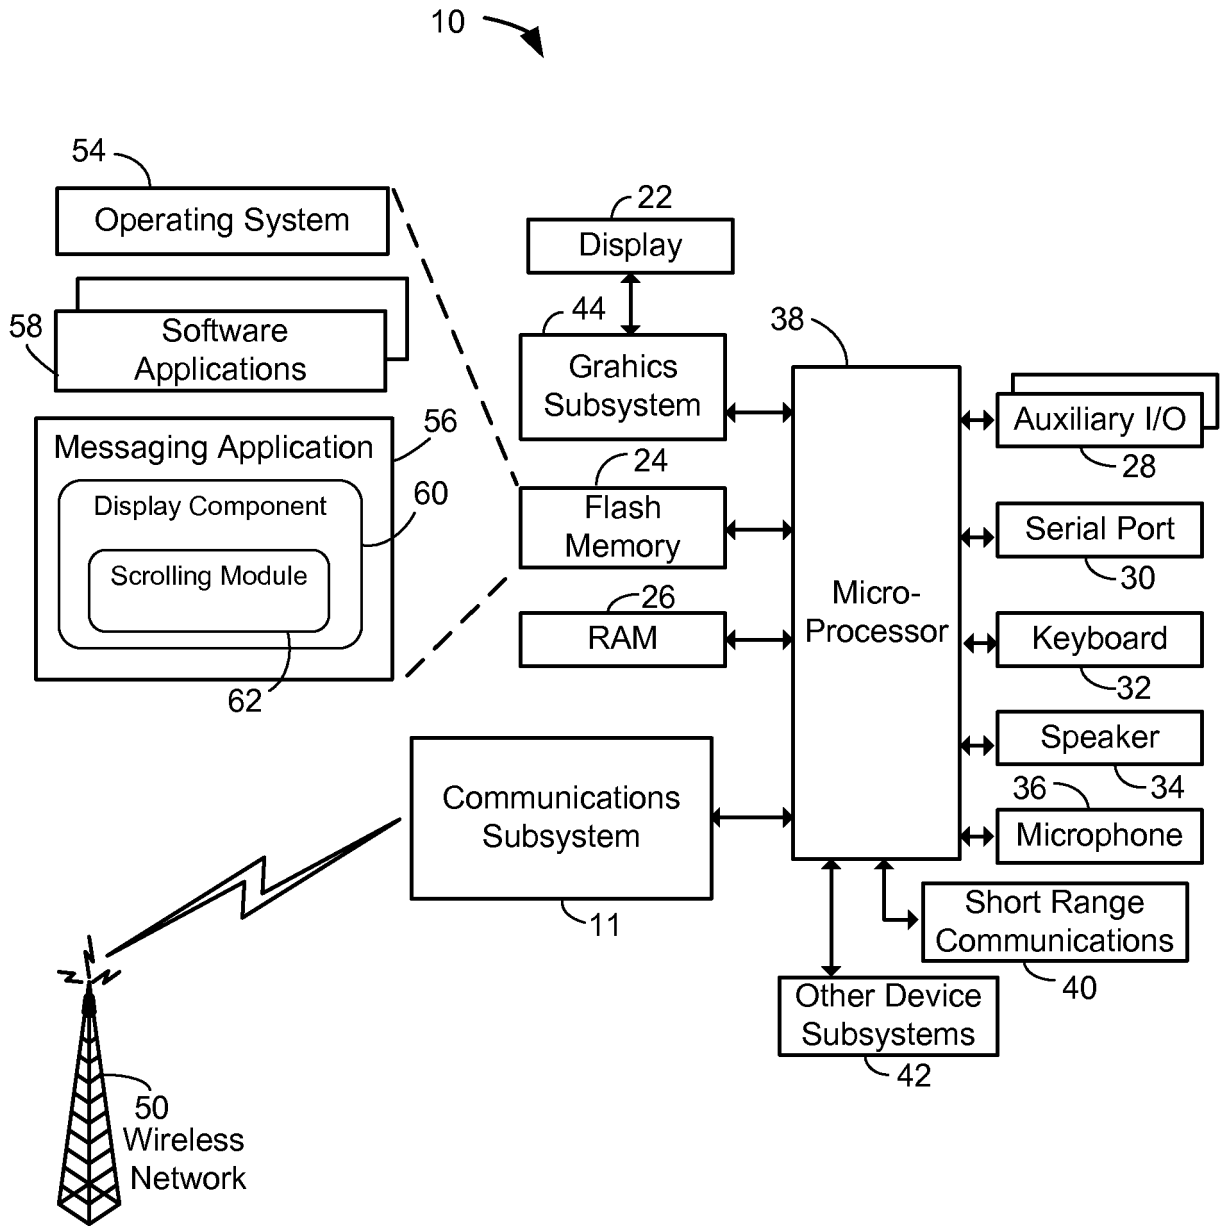 10
54
Operating System
58
Software
Applications
56
Messaging Application
60
Display Component
Scrolling Module
62
22
Display
44
Grahics
Subsystem
24
Flash
Memory
26
RAM
38
Micro-
Processor
Auxiliary I/O
28
Serial Port
30
Keyboard
32
Speaker
34
36
Microphone
Short Range
Communications
40
Other Device
Subsystems
42
Communications
Subsystem
11
50
Wireless
Network